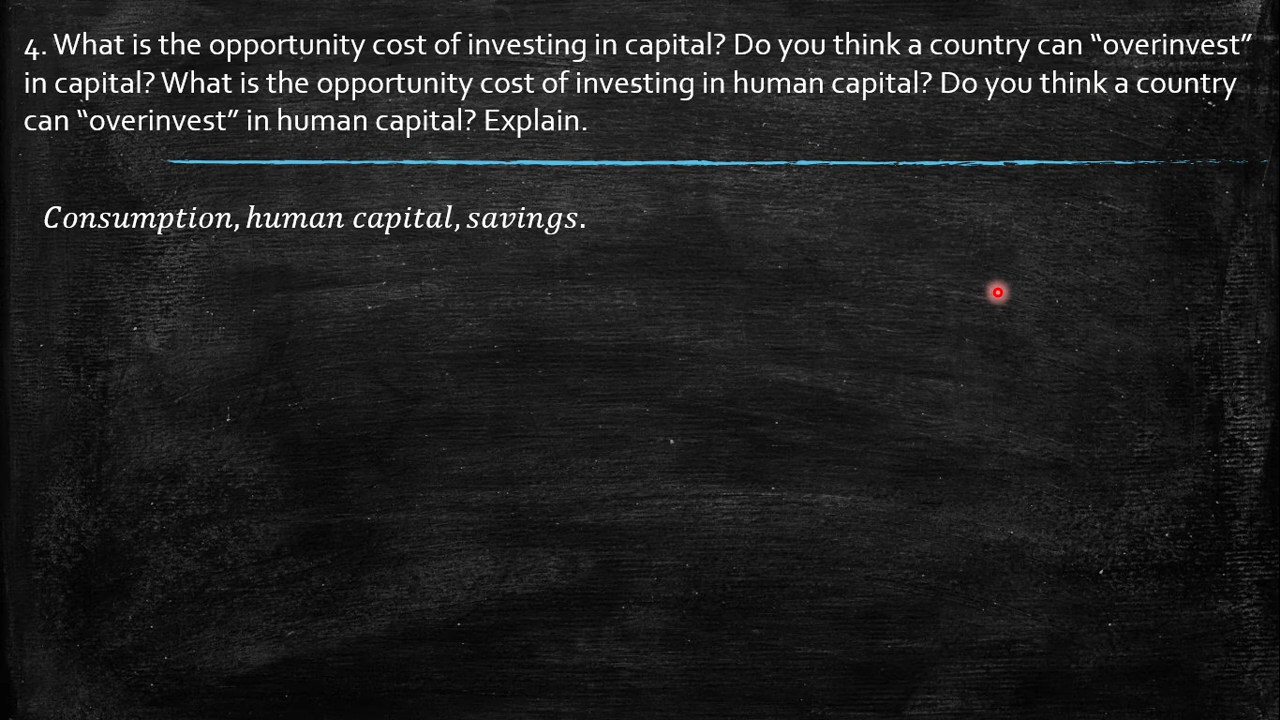 4. What is the opportunity cost of investing in capital? Do you think a country can “overinvest”
in capital? What is the opportunity cost of investing in human capital? Do you think a country
can “overinvest” in human capital? Explain.
Consumption, human capital, savings.